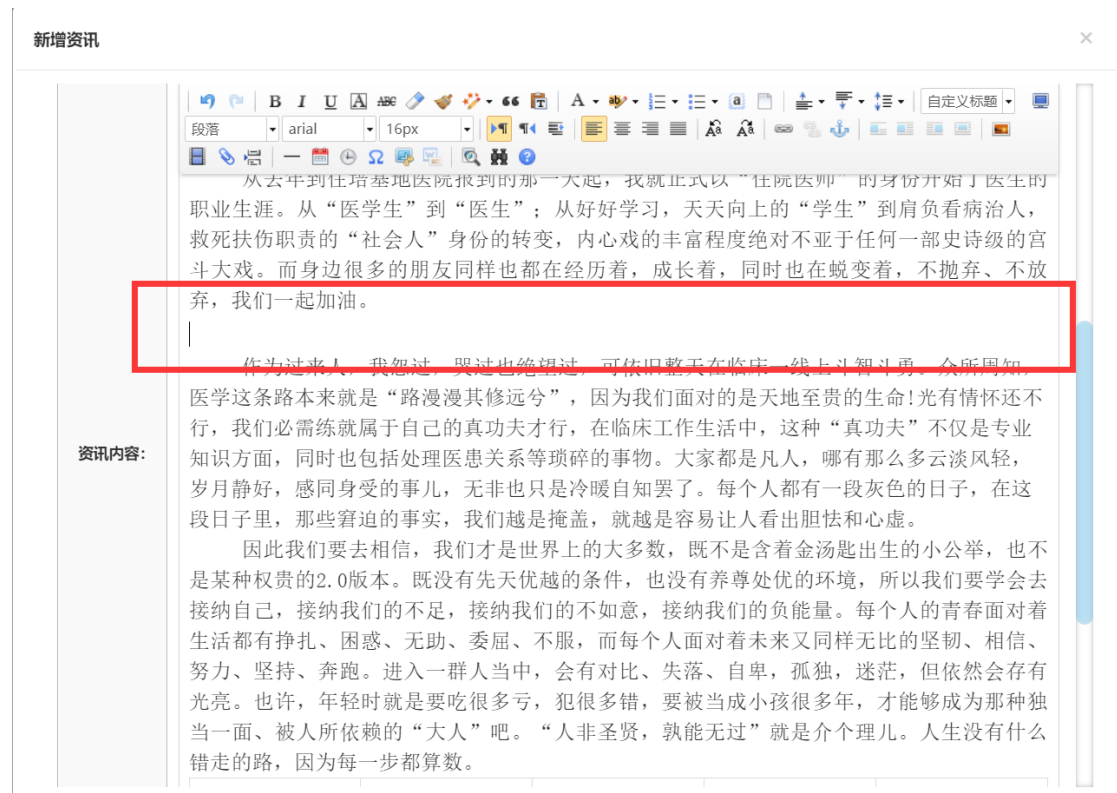 新增资讯
×
B I U A ABC
A
a
自定义标题
段落
arial
16px
资讯内容:
从去年到住培基地医院报到的那一天起，我就正式以“住院医师”的身份开始了医生的
职业生涯。从“医学生”到“医生”；从好好学习，天天向上的“学生”到肩负看病治人，
救死扶伤职责的“社会人”身份的转变，内心戏的丰富程度绝对不亚于任何一部史诗级的宫
斗大戏。而身边很多的朋友同样也都在经历着，成长着，同时也在蜕变着，不抛弃、不放
弃，我们一起加油。
作为过来人，我怨过，哭过也绝望过，可依旧整天在临床一线上斗智斗勇。众所周知，
医学这条路本来就是“路漫漫其修远兮”，因为我们面对的是天地至贵的生命!光有情怀还不
行，我们必需练就属于自己的真功夫才行，在临床工作生活中，这种“真功夫”不仅是专业
知识方面，同时也包括处理医患关系等琐碎的事物。大家都是凡人，哪有那么多云淡风轻，
岁月静好，感同身受的事儿，无非也只是冷暖自知罢了。每个人都有一段灰色的日子，在这
段日子里，那些窘迫的事实，我们越是掩盖，就越是容易让人看出胆怯和心虚。
因此我们要去相信，我们才是世界上的大多数，既不是含着金汤匙出生的小公举，也不
是某种权贵的2.0版本。既没有先天优越的条件，也没有养尊处优的环境，所以我们要学会去
接纳自己，接纳我们的不足，接纳我们的不如意，接纳我们的负能量。每个人的青春面对着
生活都有挣扎、困惑、无助、委屈、不服，而每个人面对着未来又同样无比的坚韧、相信、
努力、坚持、奔跑。进入一群人当中，会有对比、失落、自卑，孤独，迷茫，但依然会存有
光亮。也许，年轻时就是要吃很多亏，犯很多错，要被当成小孩很多年，才能够成为那种独
当一面、被人所依赖的“大人”吧。“人非圣贤，孰能无过”就是介个理儿。人生没有什么
错走的路，因为每一步都算数。